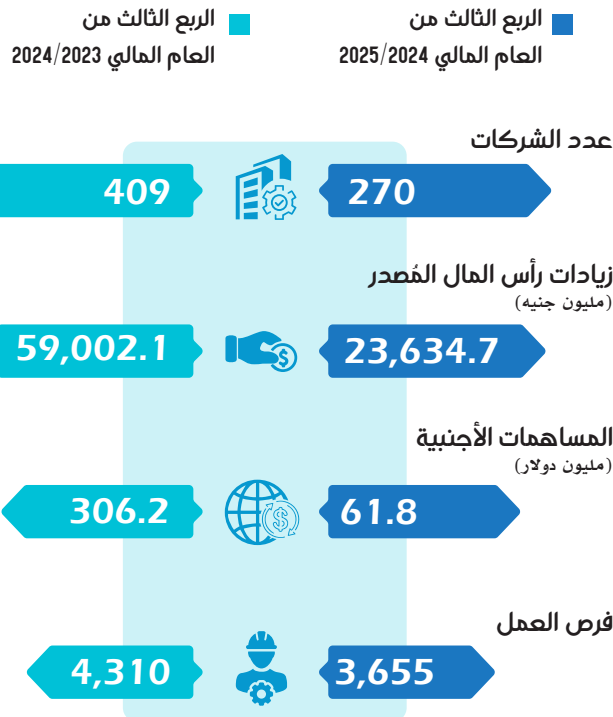 الربع الثالث من
العام المالي 2025/2024
الربع الثالث من
العام المالي 2024/2023
عدد الشركات
270
409
زيادات رأس المال المُصدر
(مليون جنيه)
23,634.7
59,002.1
المساهمات الأجنبية
(مليون دولار)
61.8
306.2
فرص العمل
3,655
4,310